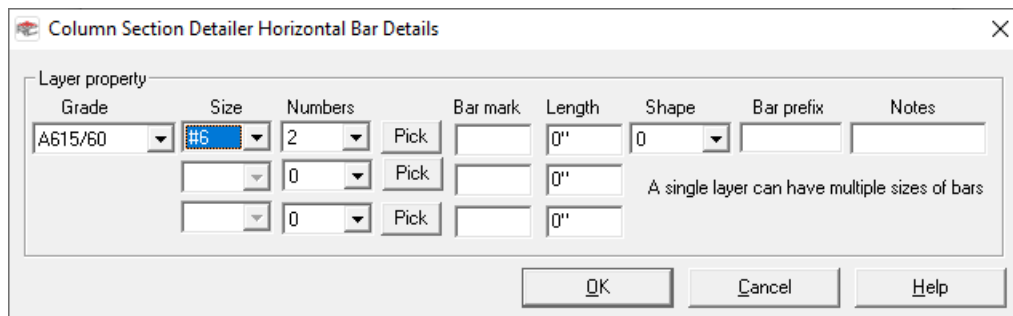 Column Section Detailer Horizontal Bar Details
Layer property
Grade Size Numbers Bar mark Length Shape Bar prefix Notes
A615/60 #6 2 Pick 0" 0
0 Pick 0" A single layer can have multiple sizes of bars
0 Pick 0"
OK Cancel Help